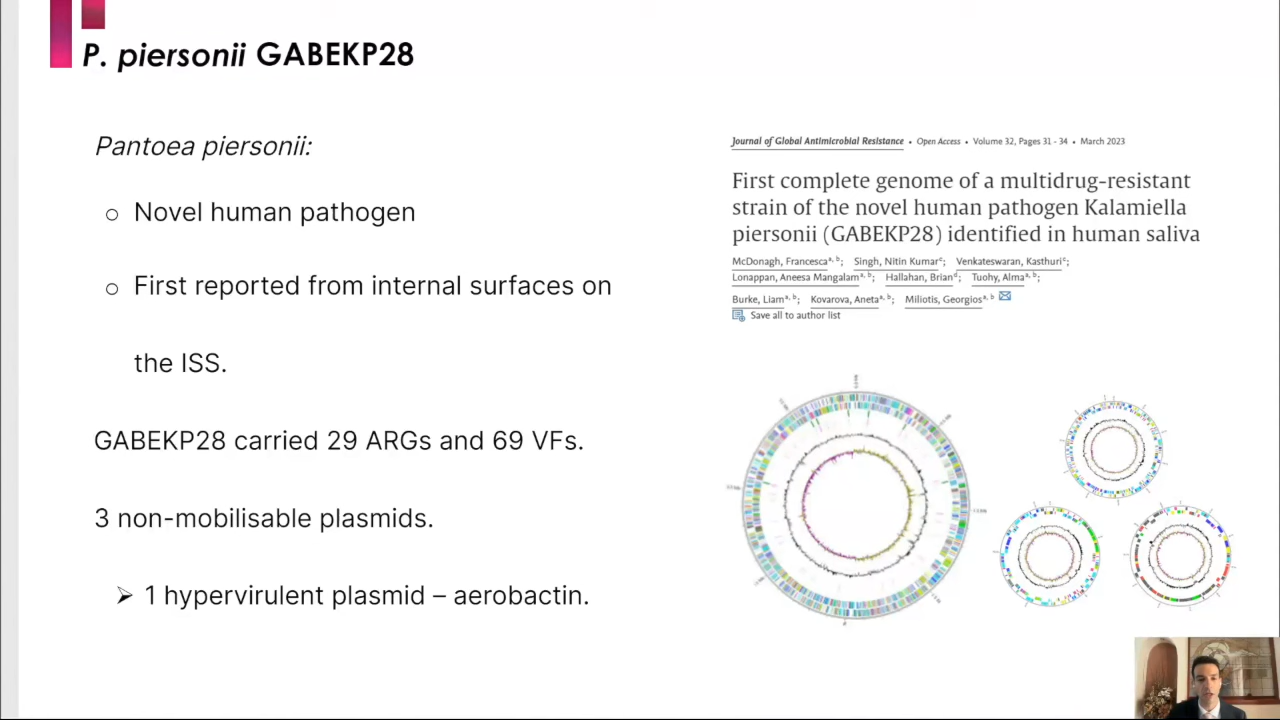 P. piersonii GABEKP28
Pantoea piersonii:
Novel human pathogen
First reported from internal surfaces on
the ISS.
GABEKP28 carried 29 ARGs and 69 VFs.
3 non-mobilisable plasmids.
1 hypervirulent plasmid – aerobactin.
Journal of Global Antimicrobial Resistance • Open Access • Volume 32, Pages 31 - 34 • March 2023
First complete genome of a multidrug-resistant
strain of the novel human pathogen Kalamiella
piersonii (GABEKP28) identified in human saliva
McDonagh, Francesca a, b; Singh, Nitin Kumar c; Venkateswaran, Kasthuri c;
Lonappan, Aneesa Mangalam a, b; Hallahan, Brian d; Tuohy, Alma a, b;
Burke, Liam a, b; Kovarova, Aneta a, b; Miliotis, Georgios a, b
Save all to author list